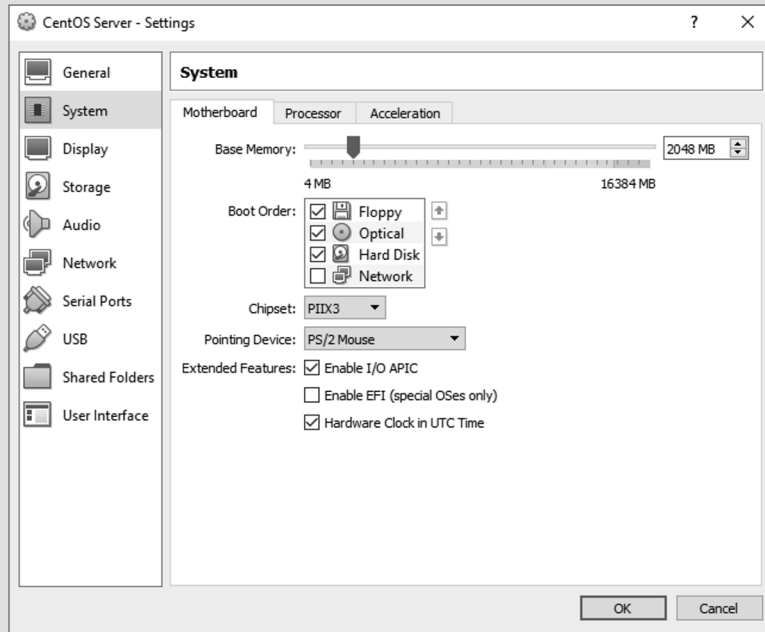 CentOS Server - Settings
? ×
General
System
Display
Storage
Audio
Network
Serial Ports
USB
Shared Folders
User Interface
System
Motherboard Processor Acceleration
Base Memory: 2048 MB
4 MB 16384 MB
Boot Order: Floppy
Optical
Hard Disk
Network
Chipset: PIIX3
Pointing Device: PS/2 Mouse
Extended Features: Enable I/O APIC
Enable EFI (special OSes only)
Hardware Clock in UTC Time
OK Cancel